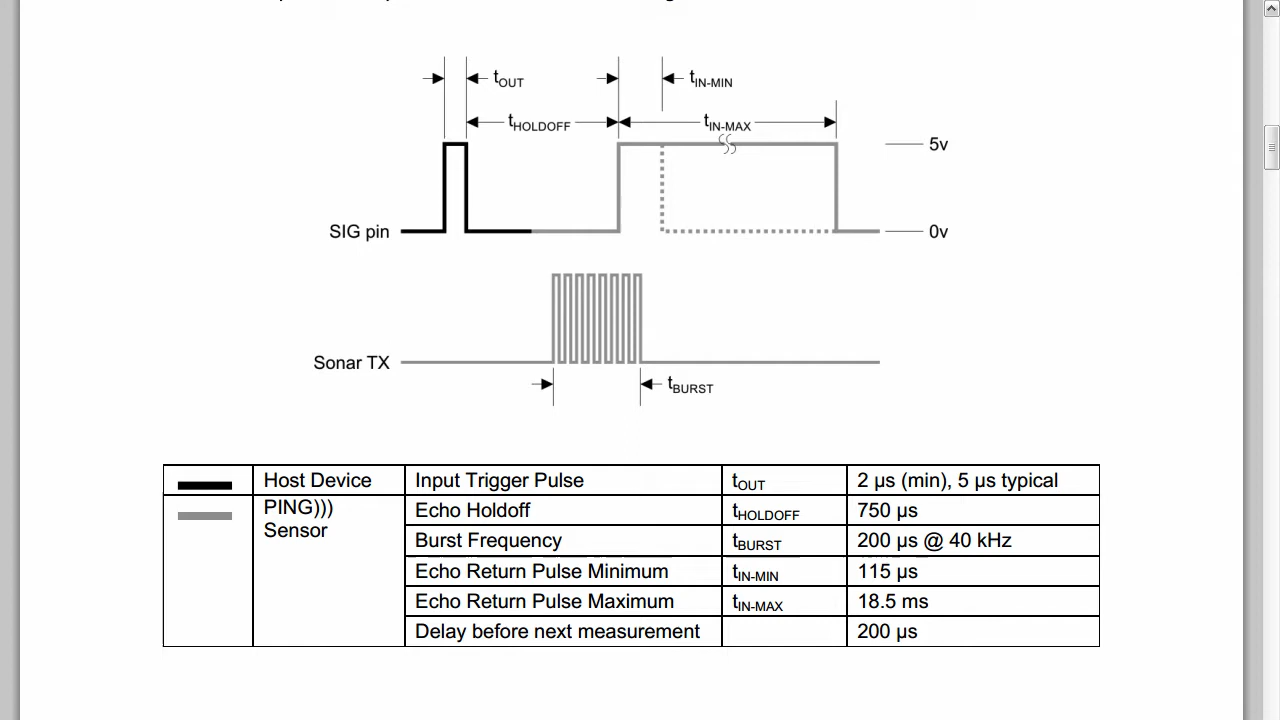 tOUT
tIN-MIN
tHOLDOFF
tIN-MAX
5v
SIG pin
0v
Sonar TX
tBURST
Host Device Input Trigger Pulse tOUT 2 µs (min), 5 µs typical
PING)))
Sensor
Echo Holdoff tHOLDOFF 750 µs
Burst Frequency tBURST 200 µs @ 40 kHz
Echo Return Pulse Minimum tIN-MIN 115 µs
Echo Return Pulse Maximum tIN-MAX 18.5 ms
Delay before next measurement 200 µs